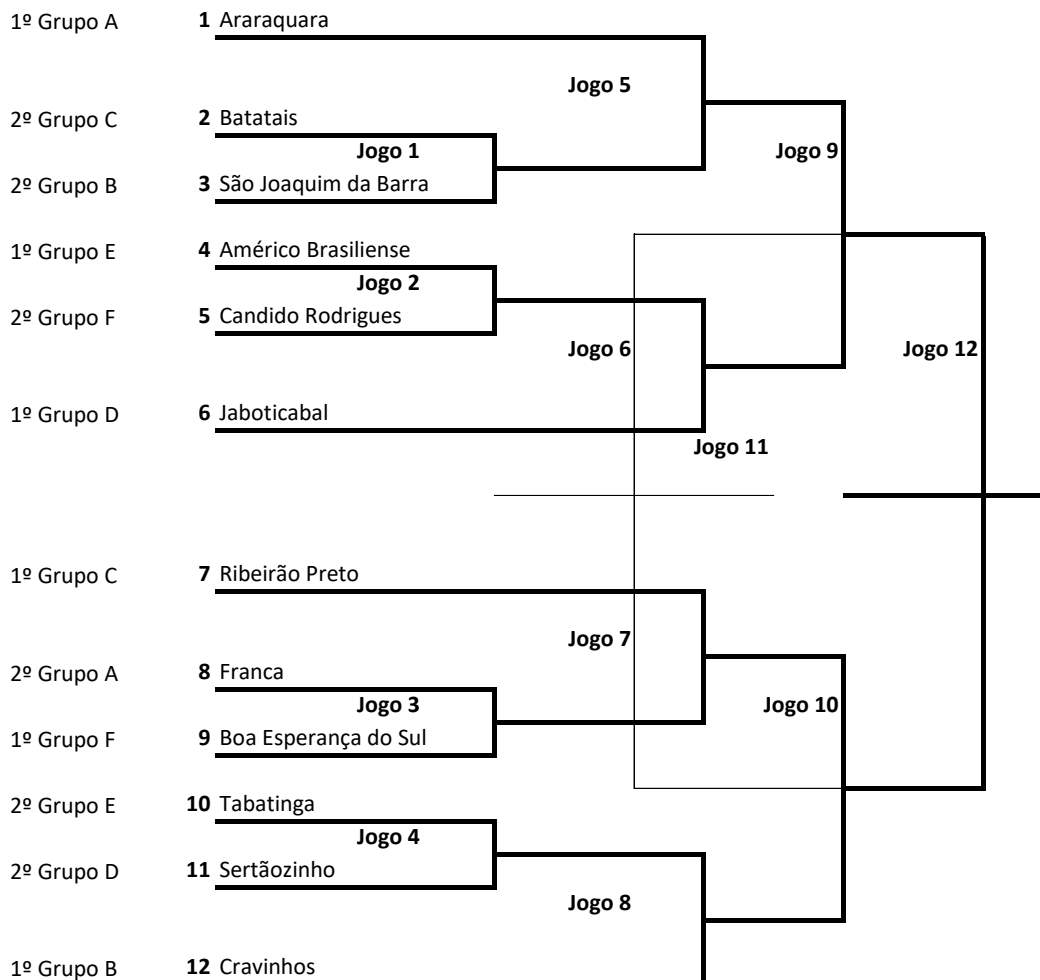 1º Grupo A 1 Araraquara
Jogo 5
2º Grupo C 2 Batatais
Jogo 1 Jogo 9
2º Grupo B 3 São Joaquim da Barra
1º Grupo E 4 Américo Brasiliense
Jogo 2
2º Grupo F 5 Candido Rodrigues
Jogo 6 Jogo 12
1º Grupo D 6 Jaboticabal
Jogo 11
1º Grupo C 7 Ribeirão Preto
Jogo 7
2º Grupo A 8 Franca
Jogo 3 Jogo 10
1º Grupo F 9 Boa Esperança do Sul
2º Grupo E 10 Tabatinga
Jogo 4
2º Grupo D 11 Sertãozinho
Jogo 8
1º Grupo B 12 Cravinhos